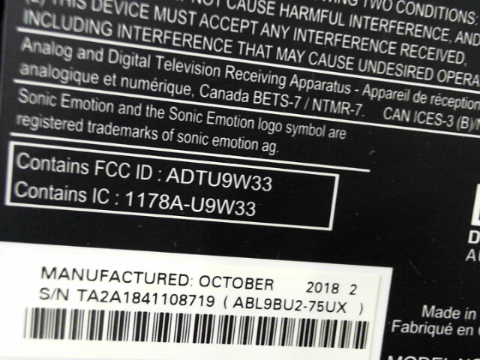 TWO CONDITIONS:
THIS DEVICE MUST ACCEPT ANY INTERFERENCE RECEIVED,
INCLUDING INTERFERENCE THAT MAY CAUSE UNDESIRED
Analog and Digital Television Receiving Apparatus - Appareil de réception
analogique et numérique, Canada BETS-7 / NTMR-7. CAN ICES-3 (B)/
Sonic Emotion and the Sonic Emotion logo symbol are
registered trademarks of sonic emotion ag.
Contains FCC ID : ADTU9W33
Contains IC : 1178A-U9W33
MANUFACTURED: OCTOBER 2018 2
S/N TA2A1841108719 ( ABL9BU2-75UX )
Made in
Fabriqué en